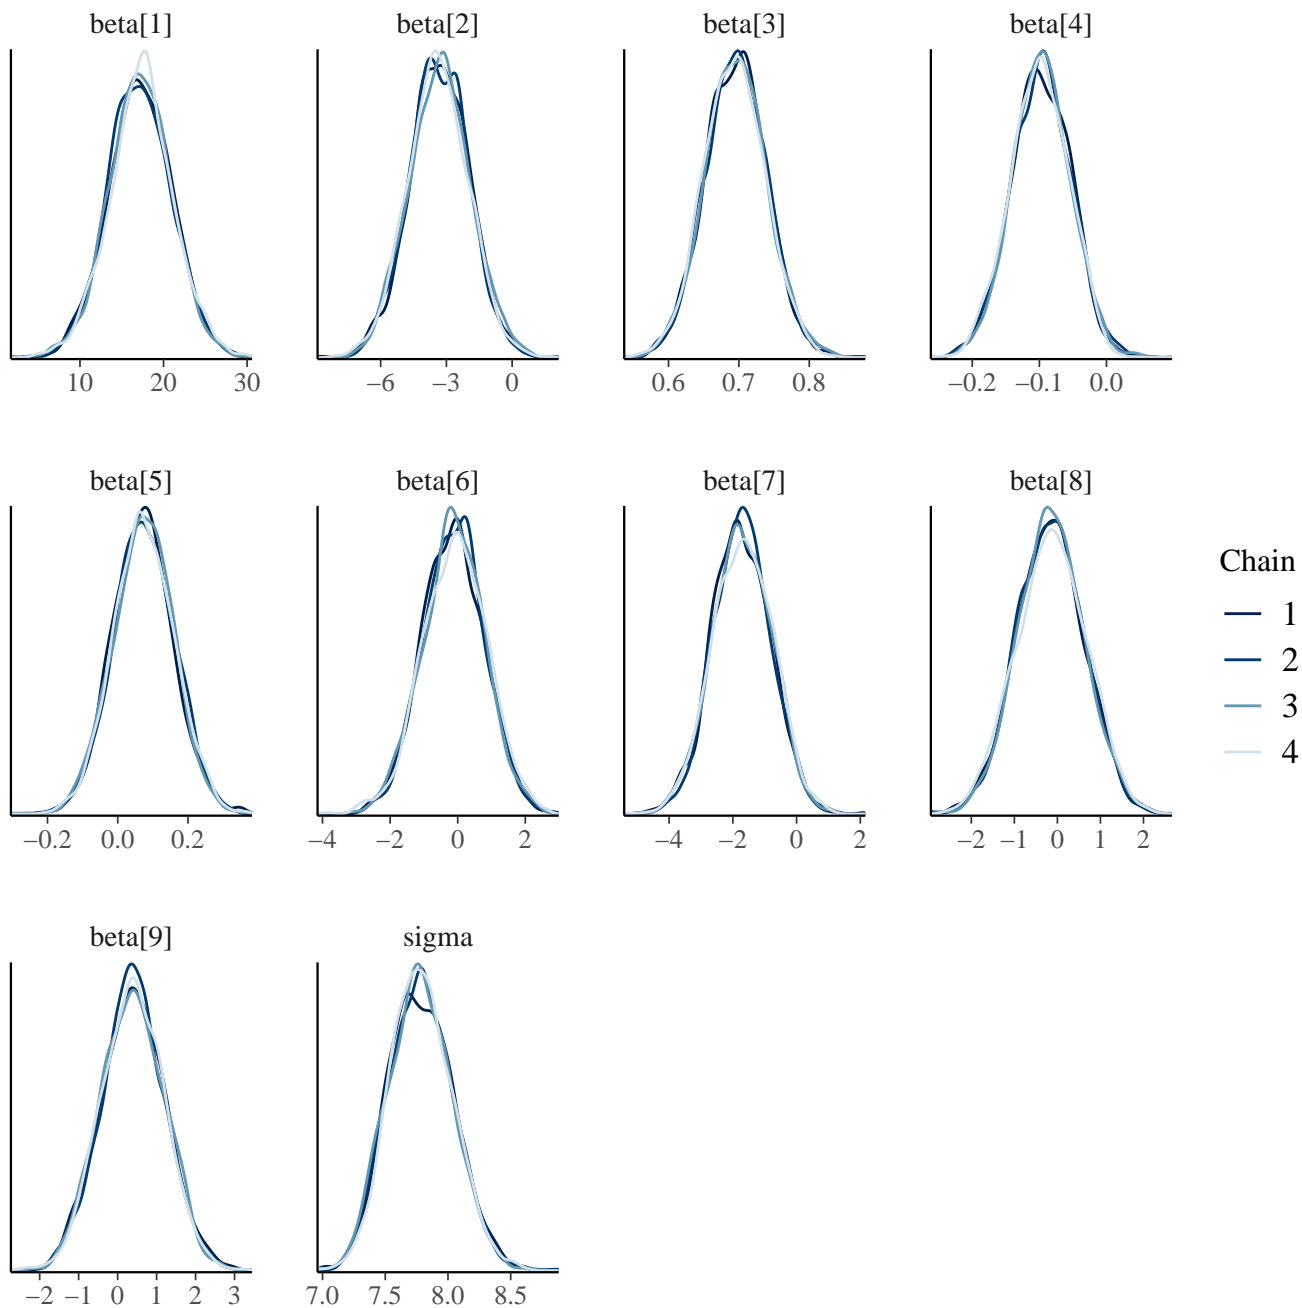 beta[1] beta[2] beta[3] beta[4]
10 20 30 −6 −3 0 0.6 0.7 0.8 −0.2 −0.1 0.0
beta[5] beta[6] beta[7] beta[8]
−0.2 0.0 0.2 −4 −2 0 2 −4 −2 0 2 −2 −1 0 1 2
Chain
1
2
3
4
beta[9] sigma
−2 −1 0 1 2 3 7.0 7.5 8.0 8.5